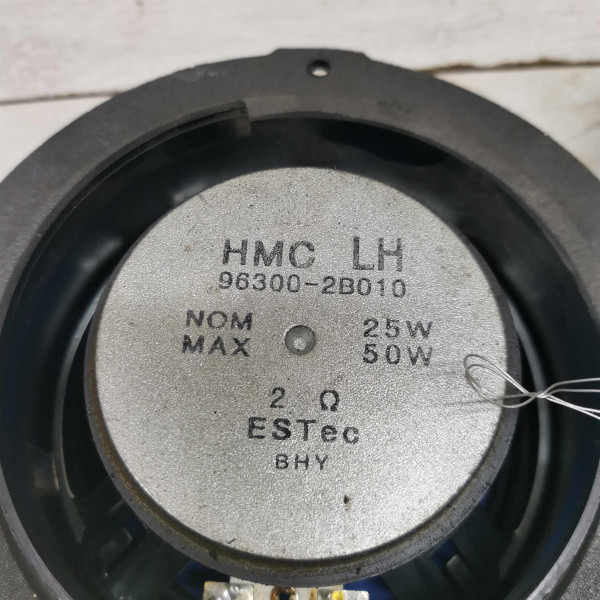 HMC LH
96300-2B010
NOM 25W
MAX 50W
2 Ω
ESTec
BHY